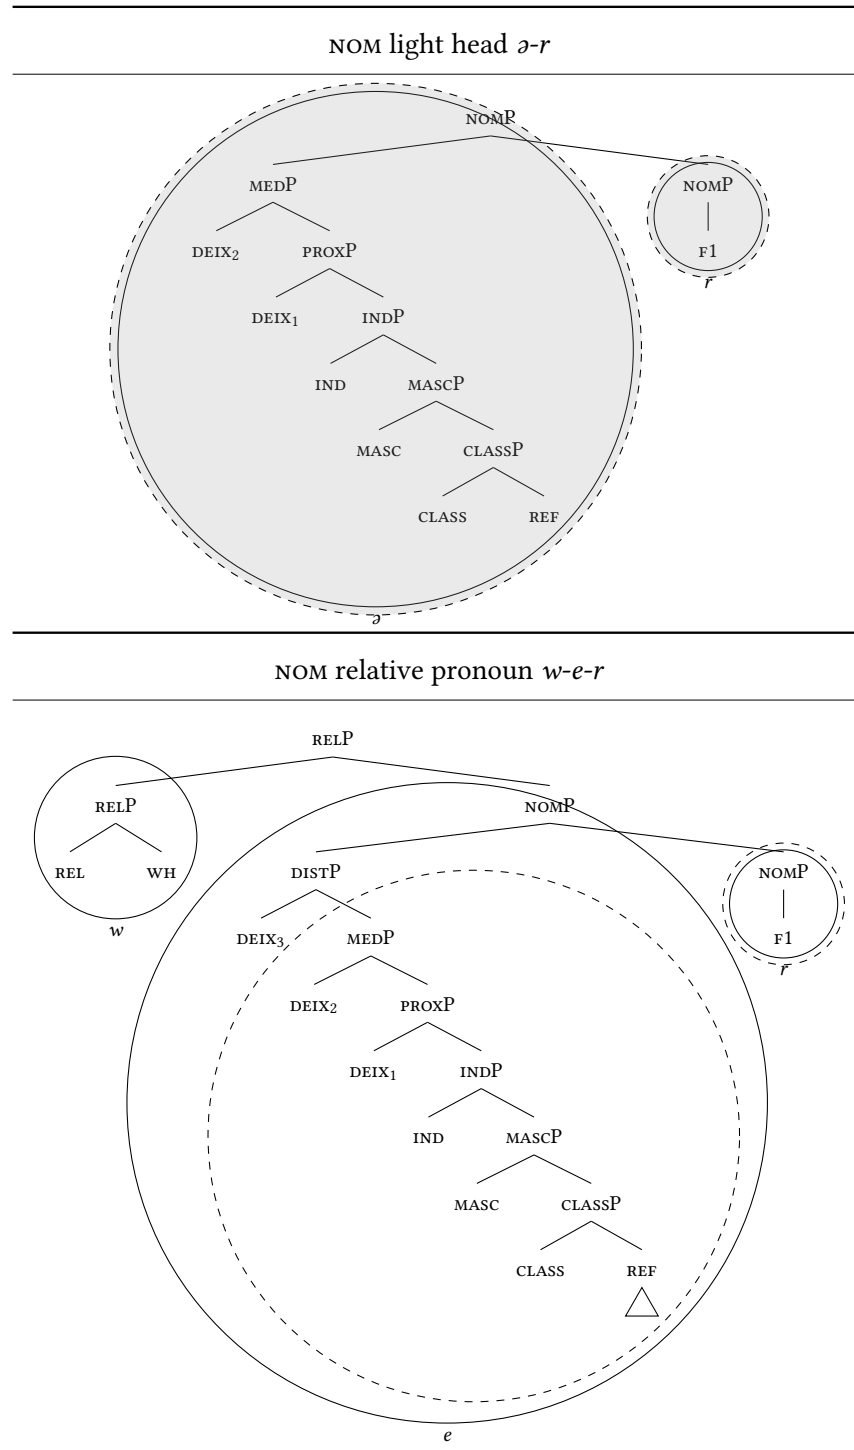 NOM light head ə-r
NOMP
MEDP NOMP
DEIX2 PROXP F1
r
DEIX1 INDP
IND MASCP
MASC CLASSP
CLASS REF
ə
NOM relative pronoun w-e-r
RELP
RELP NOMP
REL WH DISTP NOMP
w
DEIX3 MEDP F1
r
DEIX2 PROXP
DEIX1 INDP
IND MASCP
MASC CLASSP
CLASS REF
e